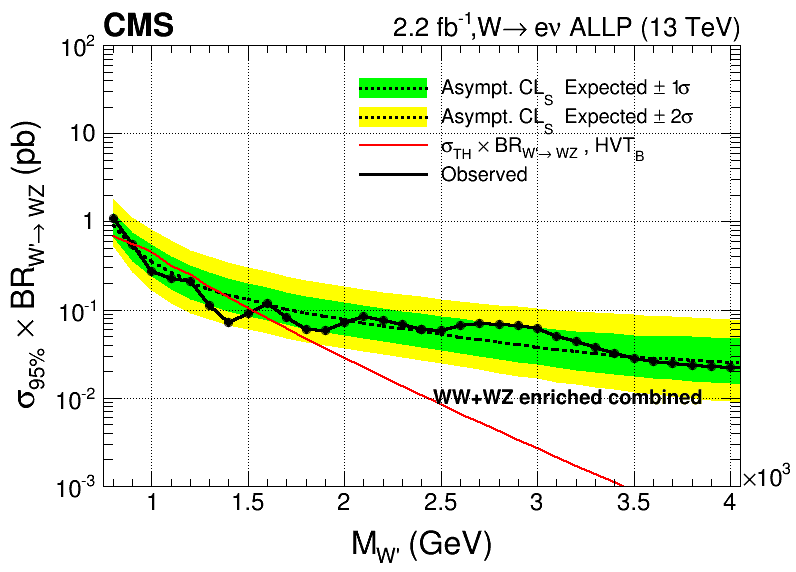 CMS
2.2 fb⁻¹,W→ eν ALLP (13 TeV)
10²
10
1
10⁻¹
10⁻²
10⁻³
σ95% × BRW'→ WZ (pb)
Asympt. CLS Expected ± 1σ
Asympt. CLS Expected ± 2σ
σTH × BRW'→ WZ , HVTB
Observed
WW+WZ enriched combined
1 1.5 2 2.5 3 3.5 4
×10³
MW' (GeV)